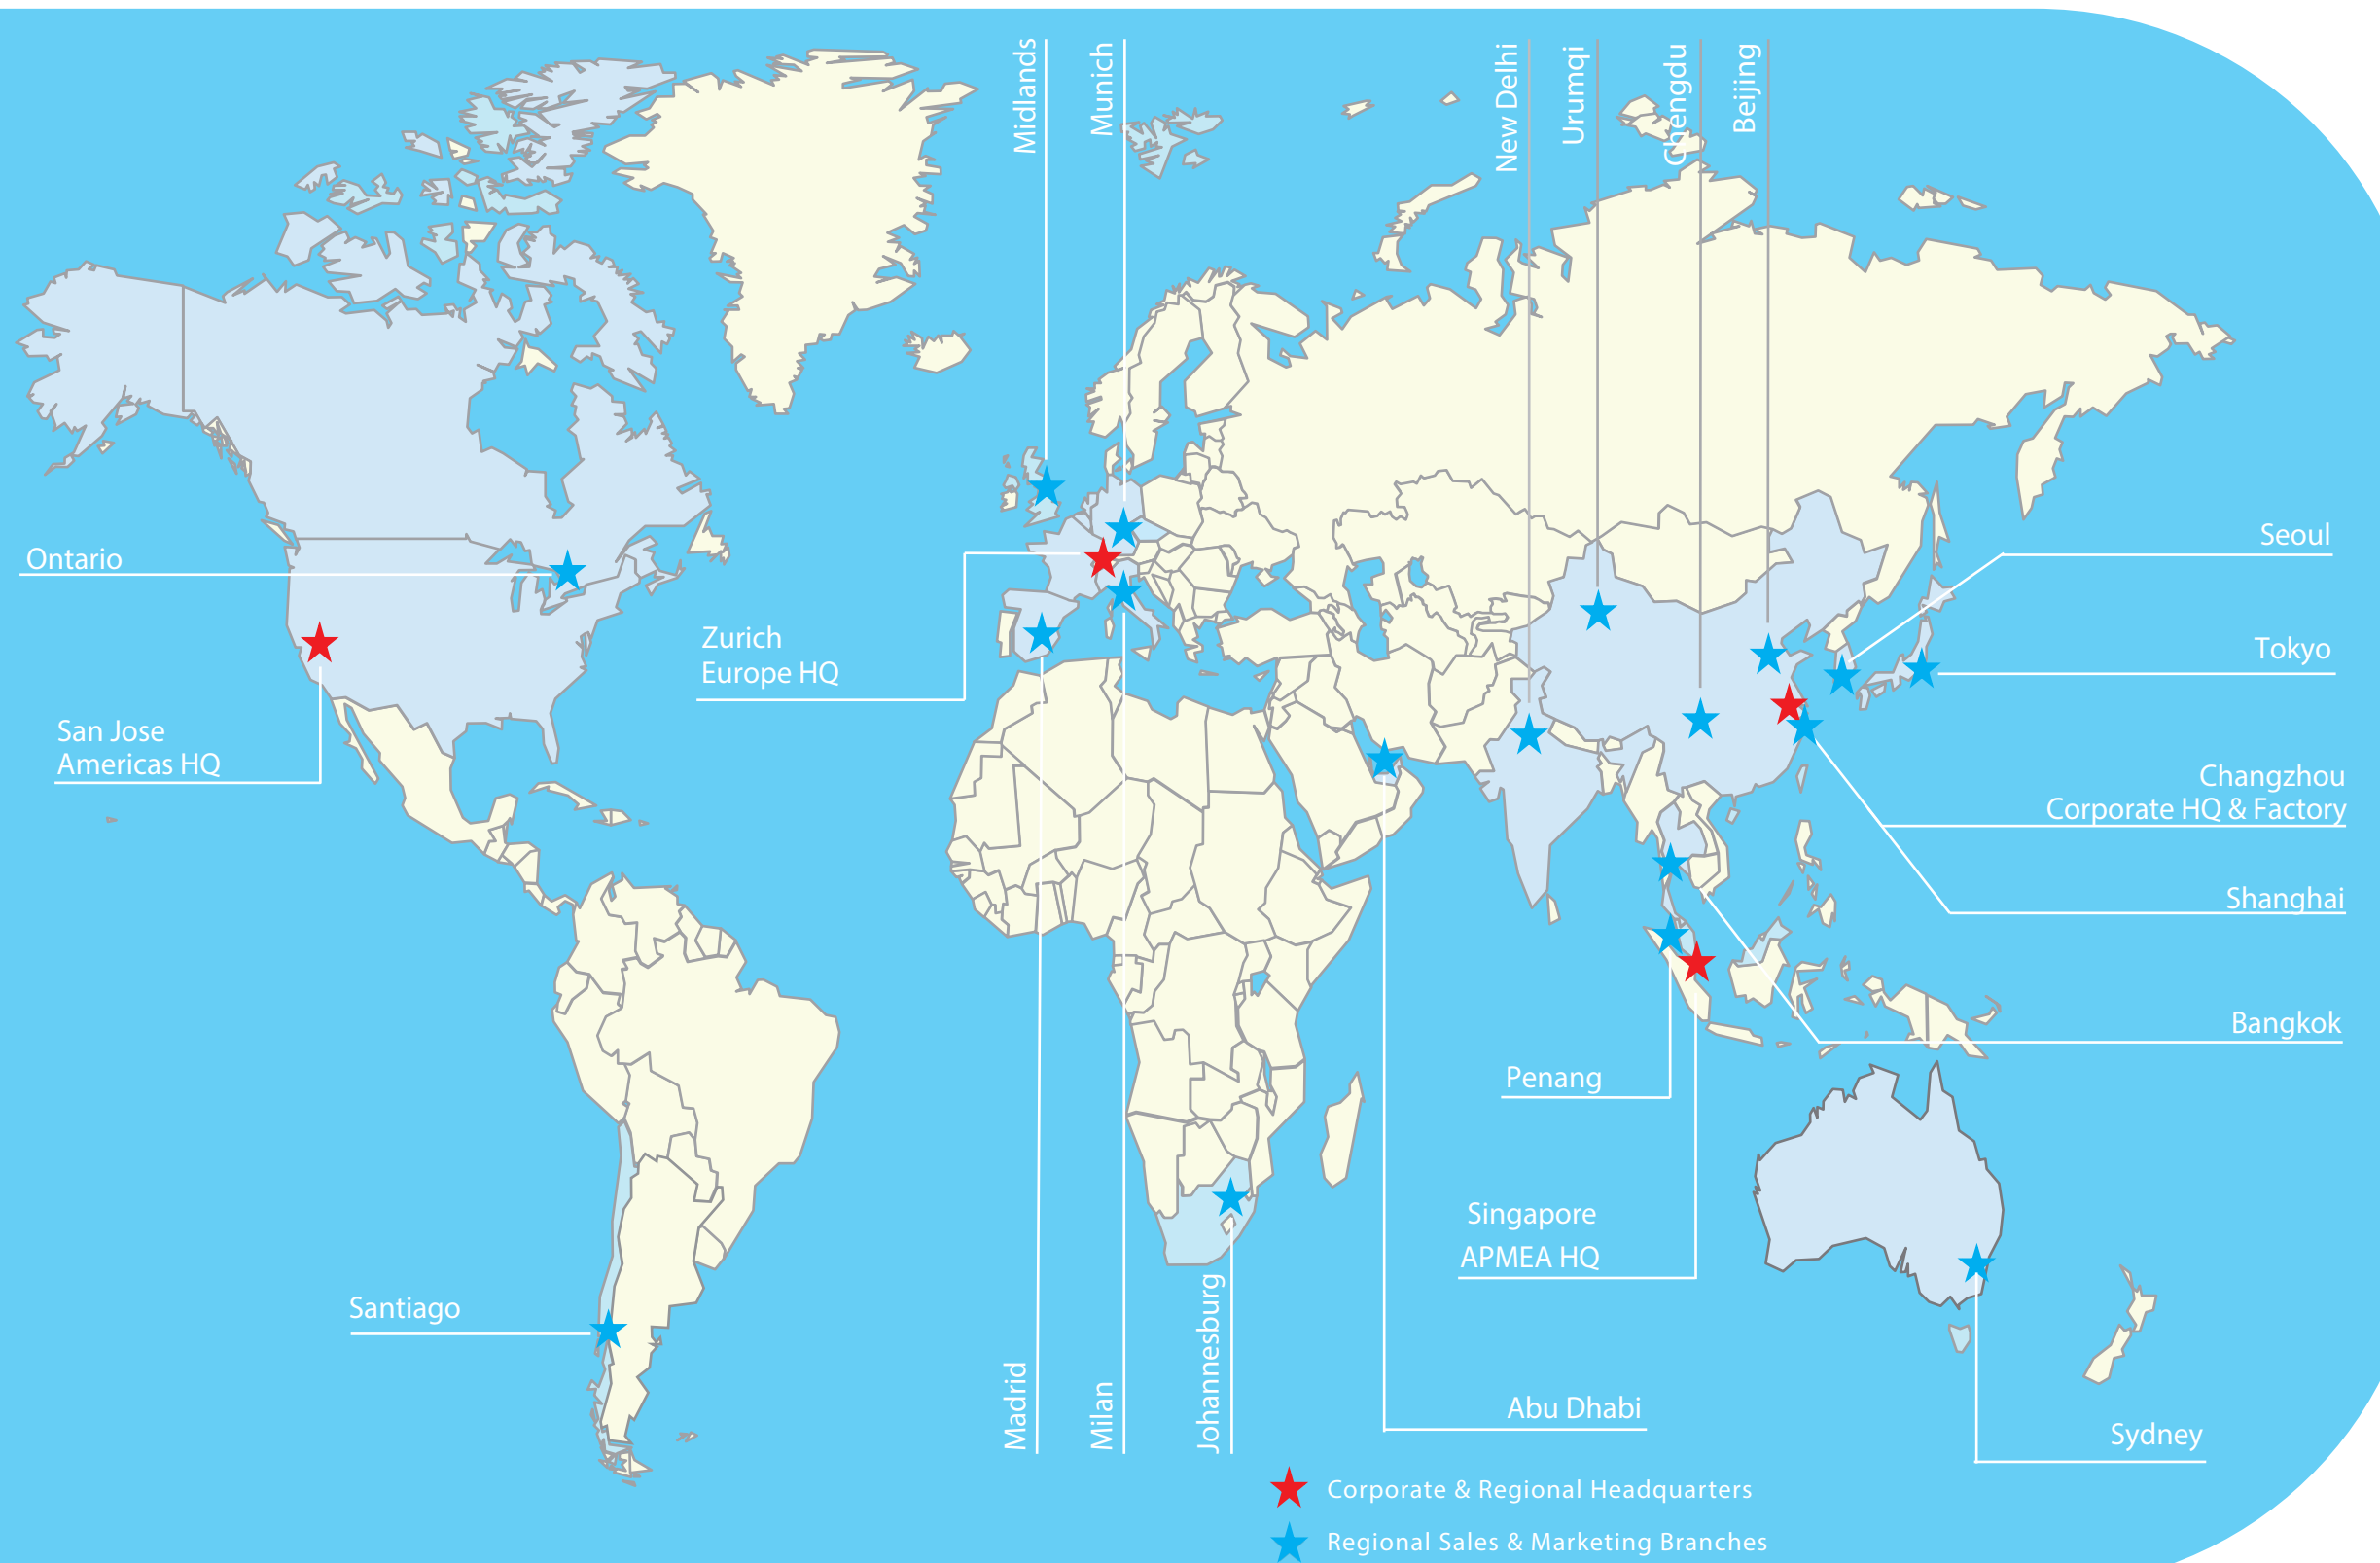 Midlands
Munich
New Delhi
Urumqi
Chengdu
Beijing
Ontario
Seoul
Zurich
Europe HQ
Tokyo
San Jose
Americas HQ
Changzhou
Corporate HQ & Factory
Shanghai
Bangkok
Penang
Singapore
APMEA HQ
Santiago
Madrid
Milan
Johannesburg
Abu Dhabi
Sydney
Corporate & Regional Headquarters
Regional Sales & Marketing Branches